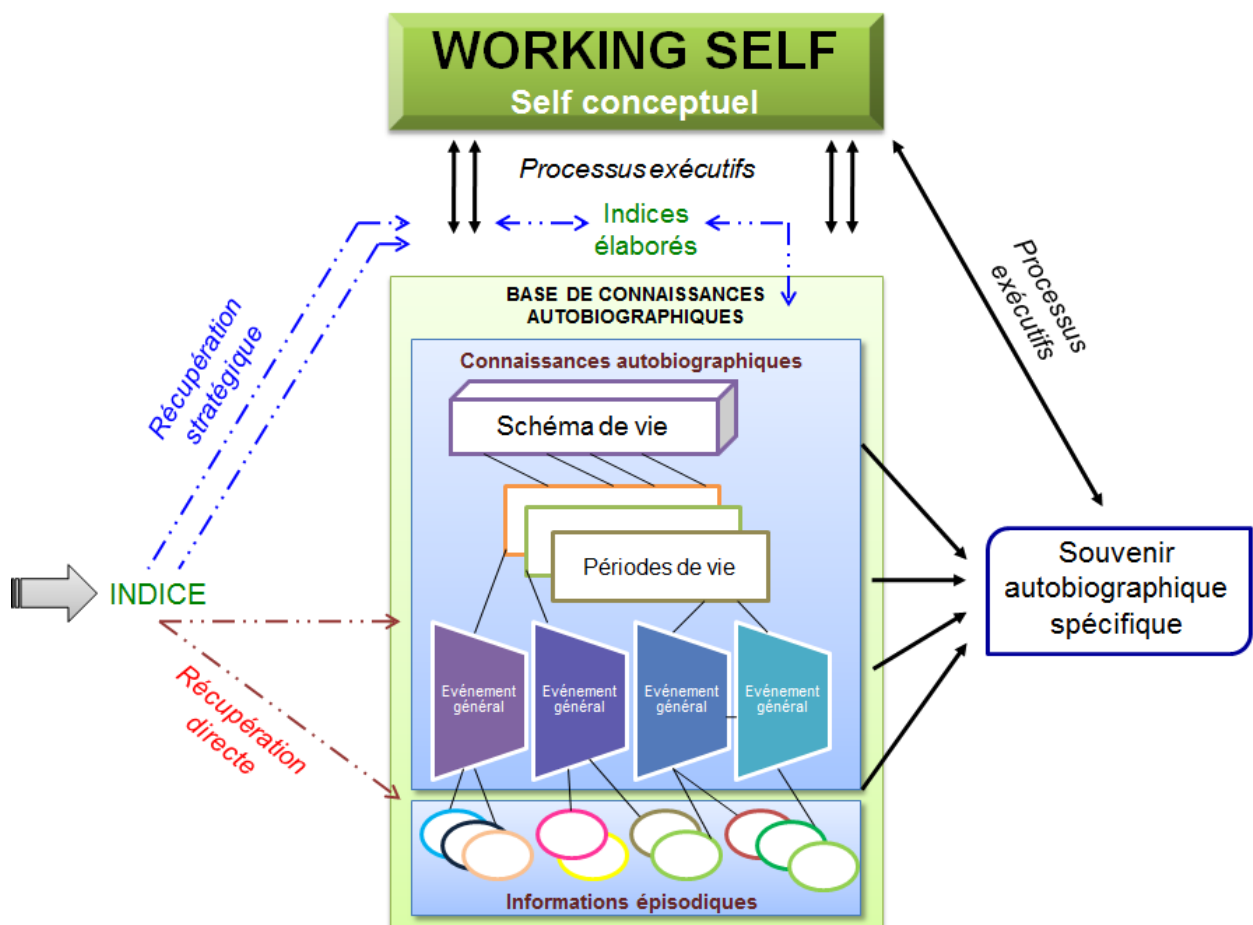 WORKING SELF
Self conceptuel
Processus exécutifs
Indices
élaborés
Processus
exécutifs
Récupération
stratégique
BASE DE CONNAISSANCES
AUTOBIOGRAPHIQUES
Connaissances autobiographiques
Schéma de vie
Périodes de vie
Souvenir
autobiographique
spécifique
INDICE
Récupération
directe
Evénement
général
Evénement
général
Evénement
général
Evénement
général
Informations épisodiques